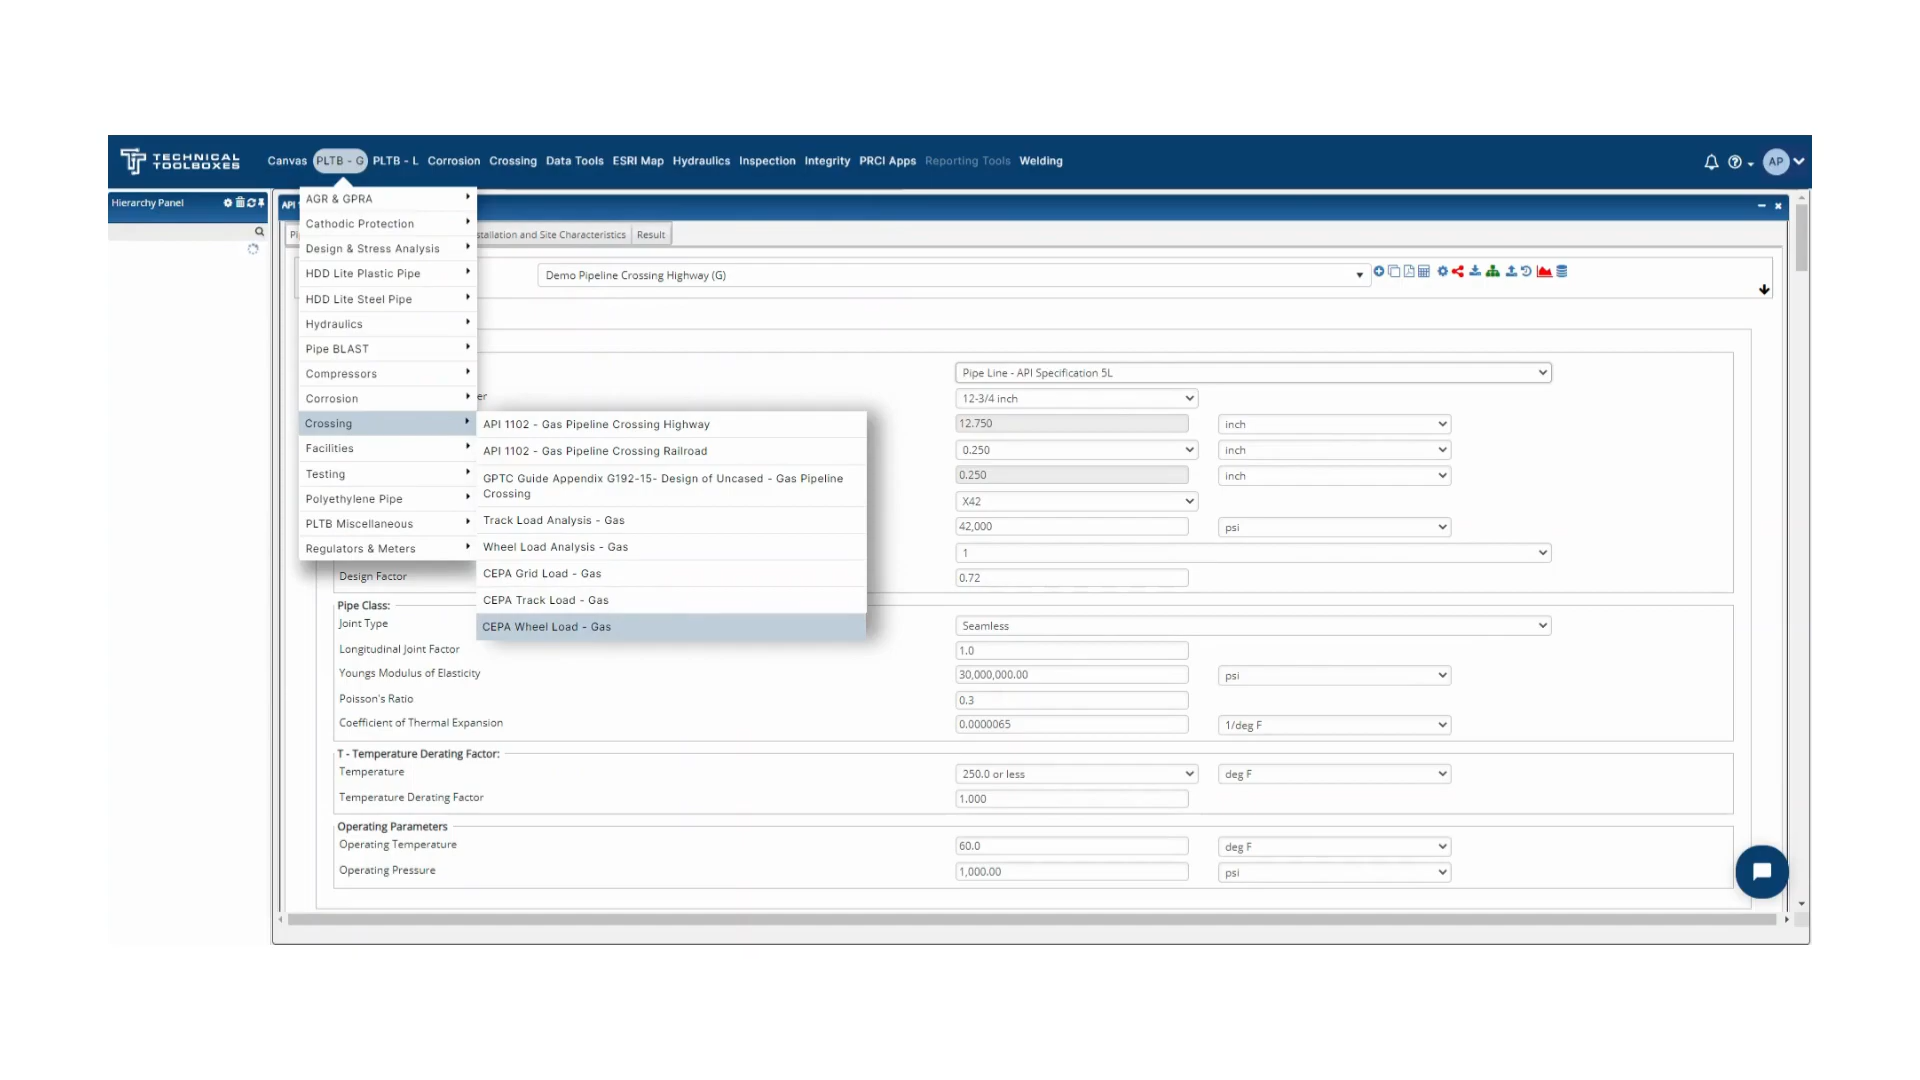 TECHNICAL
TOOLBOXES
Canvas PLTB - G PLTB - L Corrosion Crossing Data Tools ESRI Map Hydraulics Inspection Integrity PRCI Apps Reporting Tools Welding
AP
Hierarchy Panel
API
AGR & GPRA
Cathodic Protection
Design & Stress Analysis
HDD Lite Plastic Pipe
HDD Lite Steel Pipe
Hydraulics
Pipe BLAST
Compressors
Corrosion
Crossing
Facilities
Testing
Polyethylene Pipe
PLTB Miscellaneous
Regulators & Meters
API 1102 - Gas Pipeline Crossing Highway
API 1102 - Gas Pipeline Crossing Railroad
GPTC Guide Appendix G192-15- Design of Uncased - Gas Pipeline
Crossing
Track Load Analysis - Gas
Wheel Load Analysis - Gas
CEPA Grid Load - Gas
CEPA Track Load - Gas
CEPA Wheel Load - Gas
stallation and Site Characteristics Result
Demo Pipeline Crossing Highway (G)
Pipe Line - API Specification 5L
er 12-3/4 inch
12.750 inch
0.250 inch
0.250 inch
X42
42,000 psi
1
Design Factor 0.72
Pipe Class:
Joint Type Seamless
Longitudinal Joint Factor 1.0
Youngs Modulus of Elasticity 30,000,000.00 psi
Poisson's Ratio 0.3
Coefficient of Thermal Expansion 0.0000065 1/deg F
T - Temperature Derating Factor:
Temperature 250.0 or less deg F
Temperature Derating Factor 1.000
Operating Parameters
Operating Temperature 60.0 deg F
Operating Pressure 1,000.00 psi